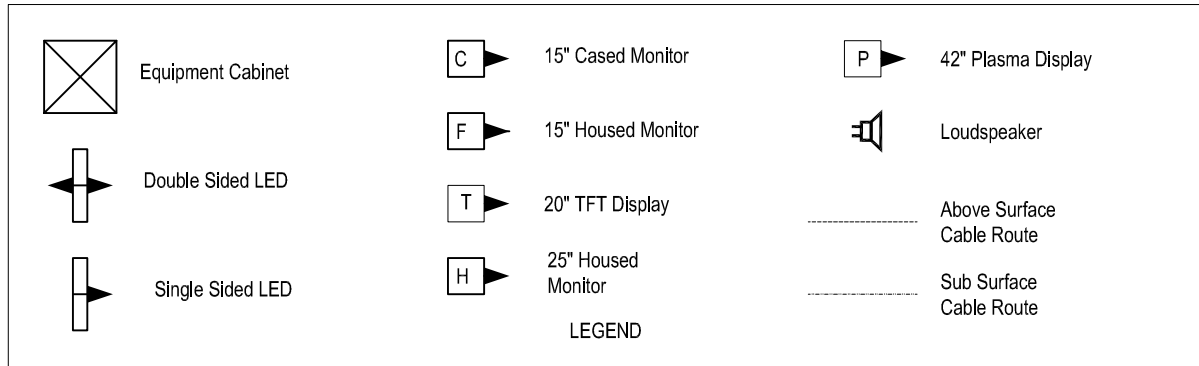 Equipment Cabinet
Double Sided LED
Single Sided LED
C
15" Cased Monitor
F
15" Housed Monitor
T
20" TFT Display
H
25" Housed
Monitor
P
42" Plasma Display
Loudspeaker
Above Surface
Cable Route
Sub Surface
Cable Route
LEGEND